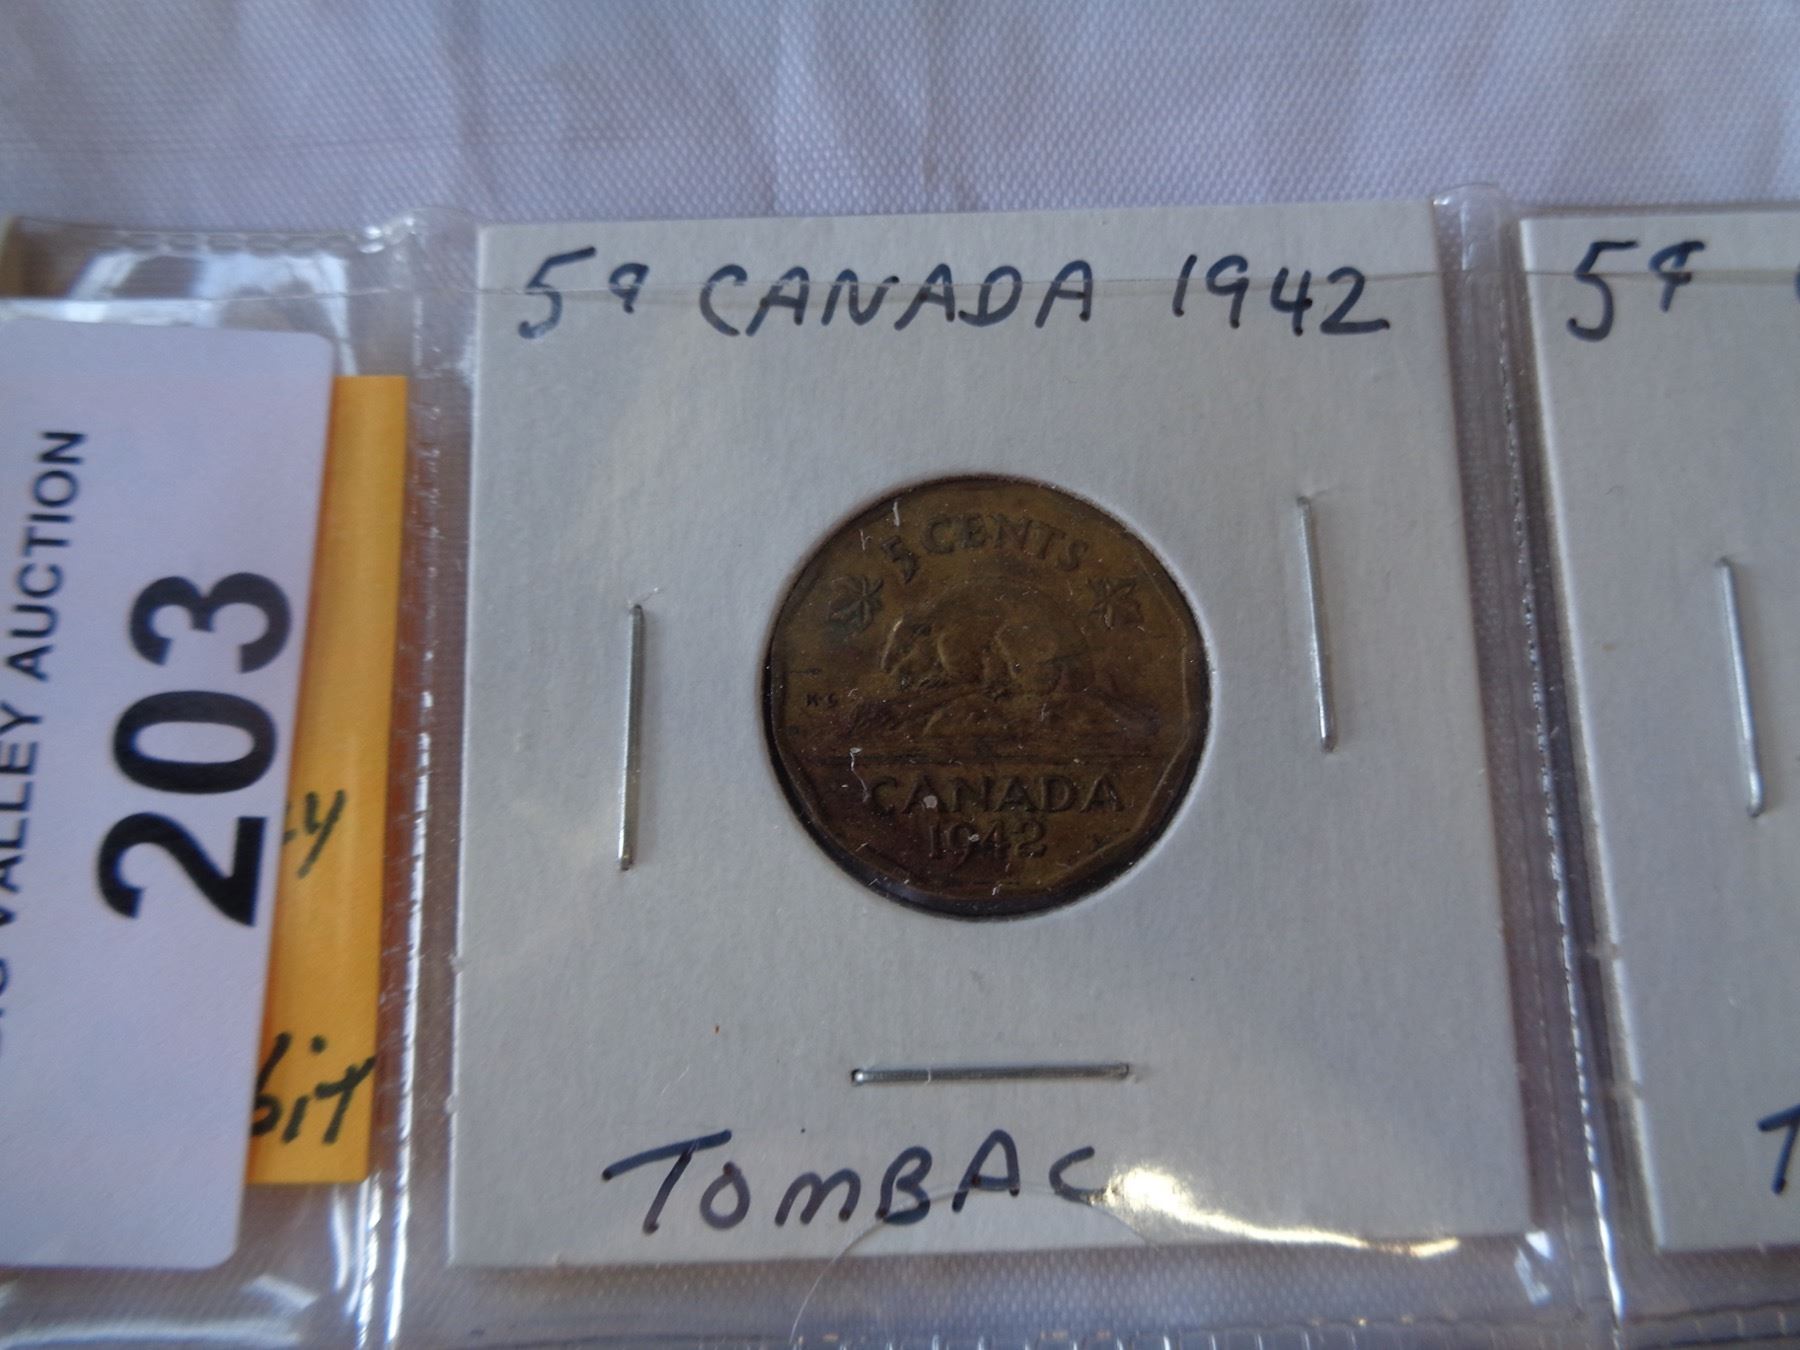 VALLEY AUCTION
203
5¢ CANADA 1942
5 CENTS
K·G
CANADA
1942
TOMBAC
5¢
T